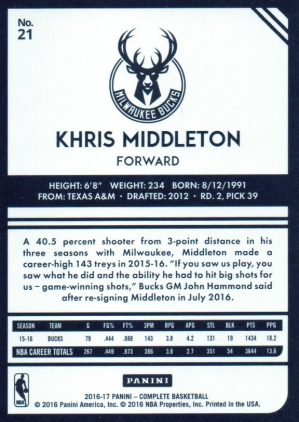 No.
21
MILWAUKEE BUCKS
KHRIS MIDDLETON
FORWARD
HEIGHT: 6'8" WEIGHT: 234 BORN: 8/12/1991
FROM: TEXAS A&M • DRAFTED: 2012 • RD. 2, PICK 39
A 40.5 percent shooter from 3-point distance in his
three seasons with Milwaukee, Middleton made a
career-high 143 treys in 2015-16. "If you saw us play, you
saw what he did and the ability he had to hit big shots for
us – game-winning shots," Bucks GM John Hammond said
after re-signing Middleton in July 2016.
SEASON TEAM G FG% FT% 3PM RPG APG STL BLK PTS PPG
15-16 BUCKS 79 .444 .888 143 3.8 4.2 131 19 1434 18.2
NBA CAREER TOTALS 267 .449 .873 386 3.8 2.7 351 54 3644 13.6
NBA
PANINI
2016-17 PANINI – COMPLETE BASKETBALL
© 2016 Panini America, Inc. © 2016 NBA Properties, Inc. Printed in the USA.